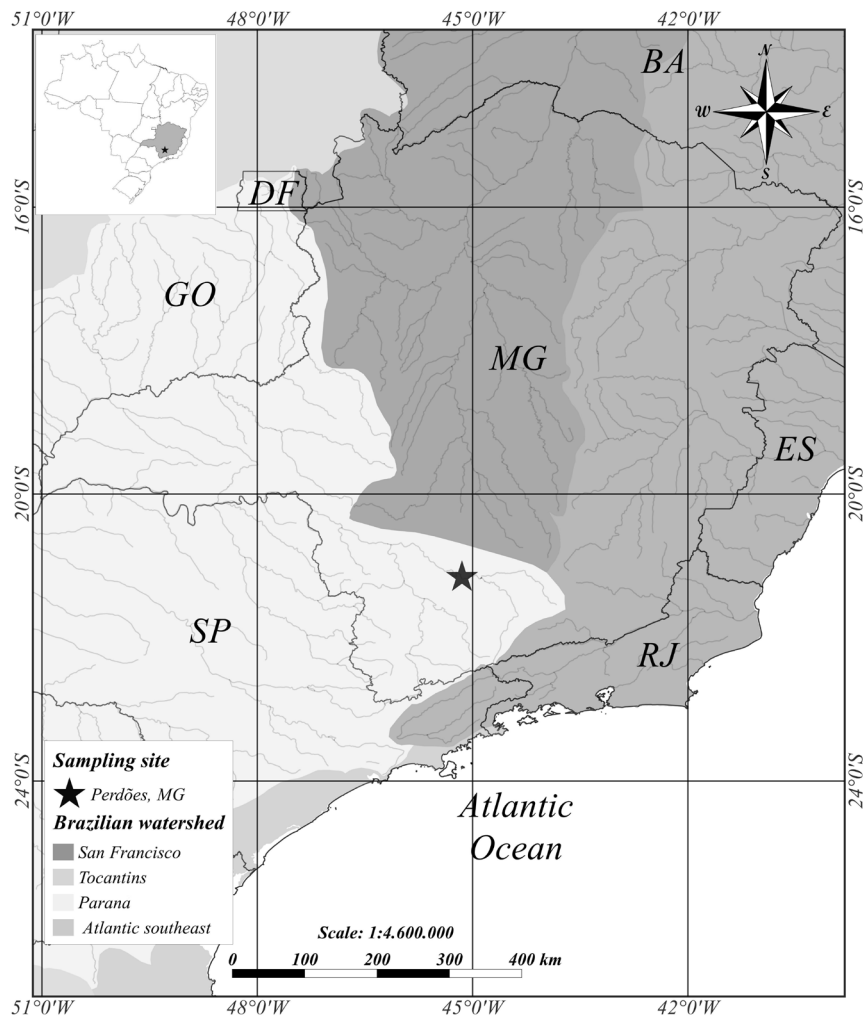 51°0'W 48°0'W 45°0'W 42°0'W
BA
N
W E
S
DF
16°0'S 16°0'S
GO
MG
ES
20°0'S 20°0'S
SP
RJ
24°0'S 24°0'S
Sampling site
Perdões, MG
Brazilian watershed
San Francisco
Tocantins
Parana
Atlantic southeast
Atlantic
Ocean
Scale: 1:4.600.000
0 100 200 300 400 km
51°0'W 48°0'W 45°0'W 42°0'W